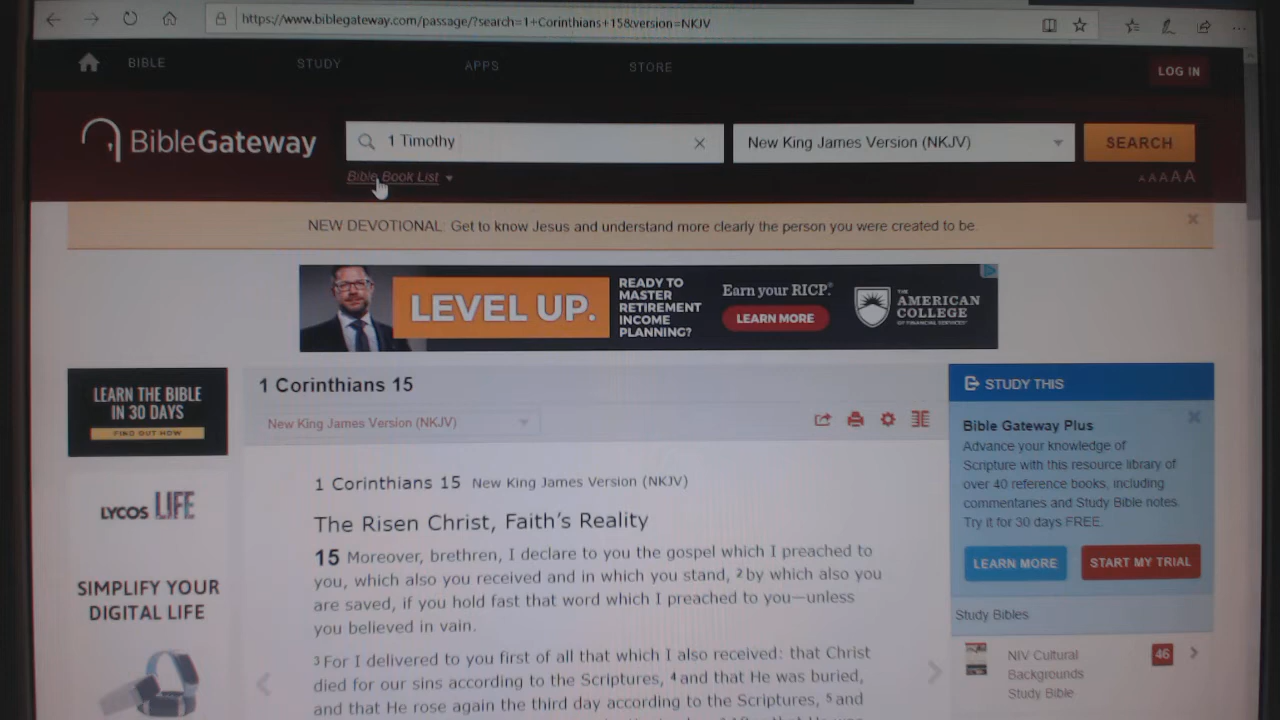 https://www.biblegateway.com/passage/?search=1+Corinthians+15&version=NKJV
BIBLE STUDY APPS STORE LOG IN
BibleGateway 1 Timothy New King James Version (NKJV) SEARCH
Bible Book List AAAAA
NEW DEVOTIONAL: Get to know Jesus and understand more clearly the person you were created to be.
LEVEL UP.
READY TO
MASTER
RETIREMENT
INCOME
PLANNING?
Earn your RICP.®
LEARN MORE
THE
AMERICAN
COLLEGE
OF FINANCIAL SERVICES
LEARN THE BIBLE
IN 30 DAYS
FIND OUT NOW
LYCOS LIFE
SIMPLIFY YOUR
DIGITAL LIFE
1 Corinthians 15
New King James Version (NKJV)
1 Corinthians 15 New King James Version (NKJV)
The Risen Christ, Faith's Reality
15 Moreover, brethren, I declare to you the gospel which I preached to
you, which also you received and in which you stand, 2 by which also you
are saved, if you hold fast that word which I preached to you—unless
you believed in vain.
3 For I delivered to you first of all that which I also received: that Christ
died for our sins according to the Scriptures, 4 and that He was buried,
and that He rose again the third day according to the Scriptures, 5 and
STUDY THIS
Bible Gateway Plus
Advance your knowledge of
Scripture with this resource library of
over 40 reference books, including
commentaries and Study Bible notes.
Try it for 30 days FREE.
LEARN MORE START MY TRIAL
Study Bibles
NIV Cultural 46
Backgrounds
Study Bible